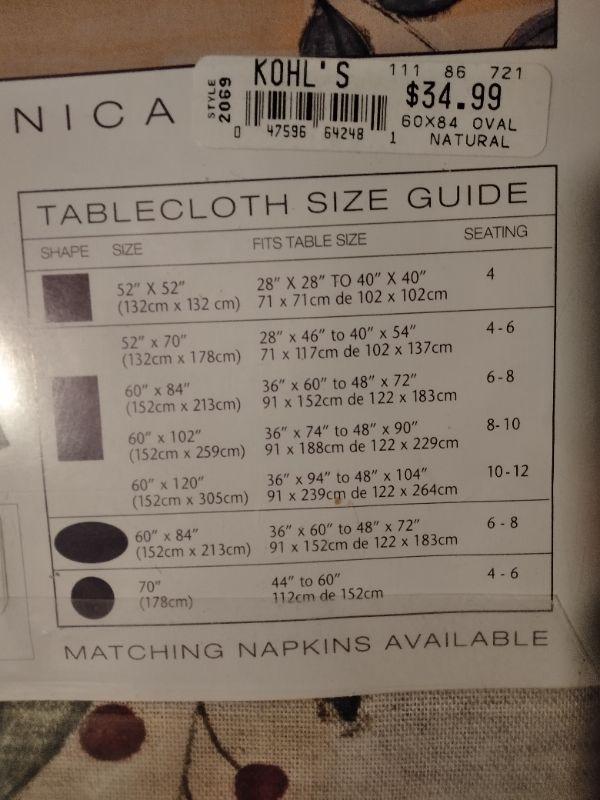 KOHL'S 111 86 721
STYLE 2069
$34.99
60X84 OVAL
0 47596 64248 1 NATURAL
NICA
TABLECLOTH SIZE GUIDE
SHAPE SIZE FITS TABLE SIZE SEATING
52" X 52" 28" X 28" TO 40" X 40" 4
(132cm x 132 cm) 71 x 71cm de 102 x 102cm
52" x 70" 28" x 46" to 40" x 54" 4-6
(132cm x 178cm) 71 x 117cm de 102 x 137cm
60" x 84" 36" x 60" to 48" x 72" 6-8
(152cm x 213cm) 91 x 152cm de 122 x 183cm
60" x 102" 36" x 74" to 48" x 90" 8-10
(152cm x 259cm) 91 x 188cm de 122 x 229cm
60" x 120" 36" x 94" to 48" x 104" 10-12
(152cm x 305cm) 91 x 239cm de 122 x 264cm
60" x 84" 36" x 60" to 48" x 72" 6 - 8
(152cm x 213cm) 91 x 152cm de 122 x 183cm
70" 44" to 60" 4 - 6
(178cm) 112cm de 152cm
MATCHING NAPKINS AVAILABLE